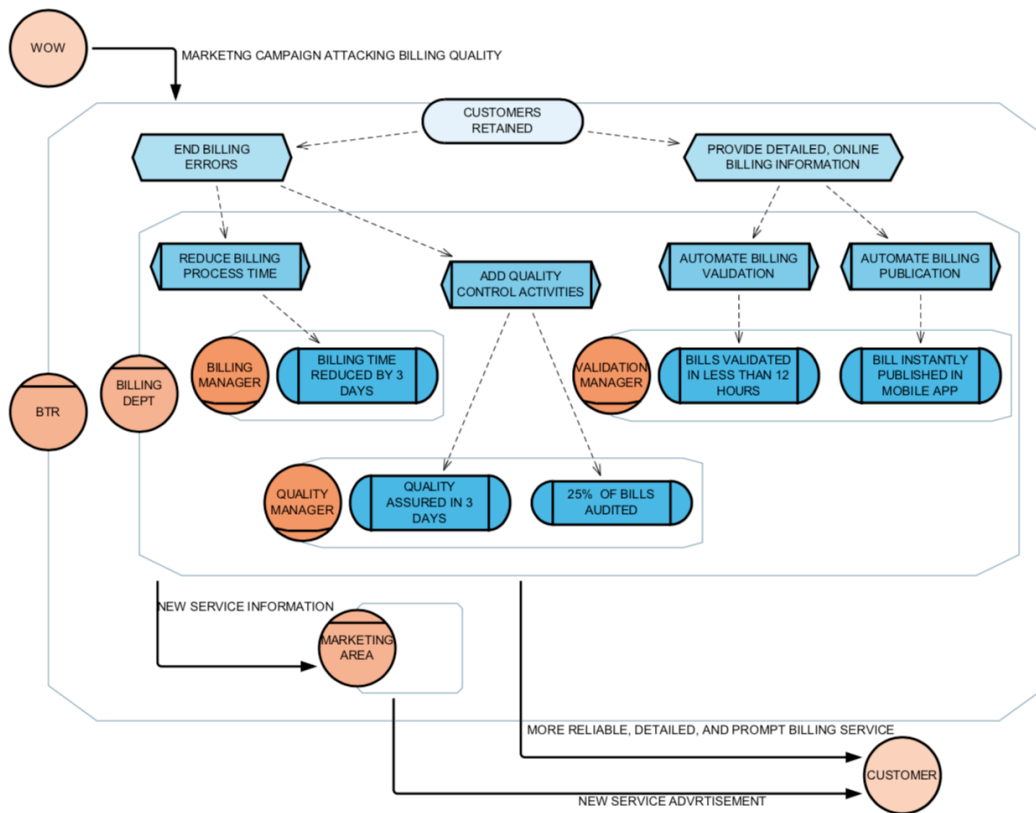 WOW
MARKETNG CAMPAIGN ATTACKING BILLING QUALITY
CUSTOMERS
RETAINED
END BILLING
ERRORS
PROVIDE DETAILED, ONLINE
BILLING INFORMATION
REDUCE BILLING
PROCESS TIME
ADD QUALITY
CONTROL ACTIVITIES
AUTOMATE BILLING
VALIDATION
AUTOMATE BILLING
PUBLICATION
BTR
BILLING
DEPT
BILLING
MANAGER
BILLING TIME
REDUCED BY 3
DAYS
VALIDATION
MANAGER
BILLS VALIDATED
IN LESS THAN 12
HOURS
BILL INSTANTLY
PUBLISHED IN
MOBILE APP
QUALITY
MANAGER
QUALITY
ASSURED IN 3
DAYS
25% OF BILLS
AUDITED
NEW SERVICE INFORMATION
MARKETING
AREA
MORE RELIABLE, DETAILED, AND PROMPT BILLING SERVICE
CUSTOMER
NEW SERVICE ADVRTISEMENT